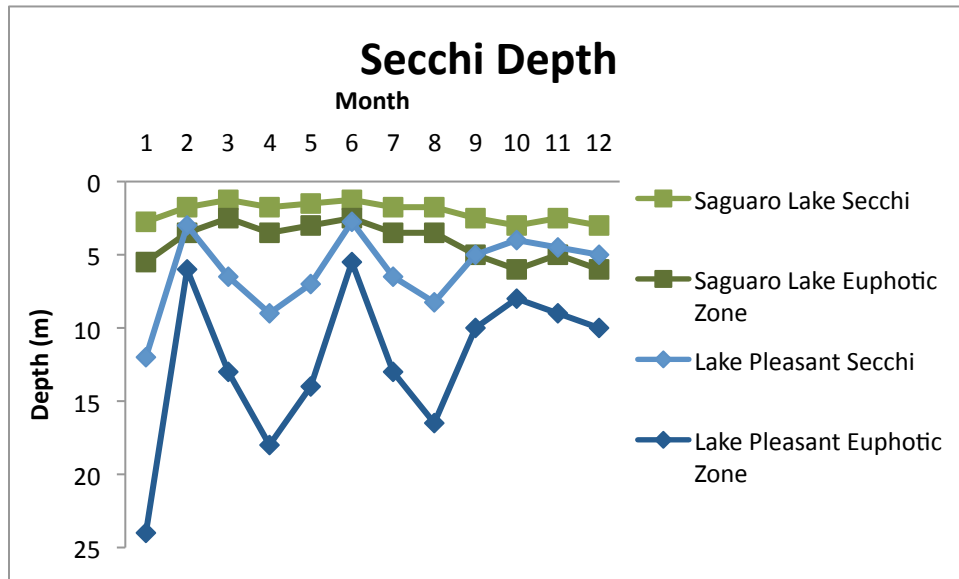 Secchi Depth
Month
1 2 3 4 5 6 7 8 9 10 11 12
0
5
10
15
20
25
Depth (m)
Saguaro Lake Secchi
Saguaro Lake Euphotic
Zone
Lake Pleasant Secchi
Lake Pleasant Euphotic
Zone